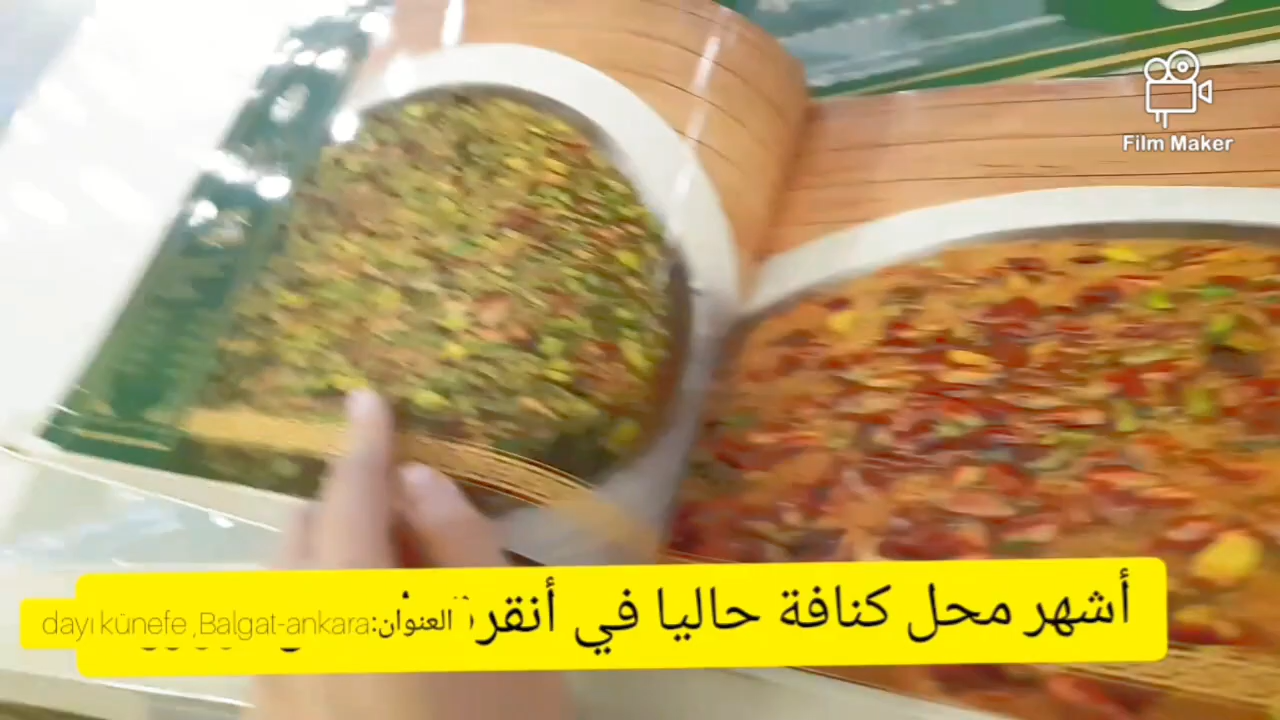 Film Maker
أشهر محل كنافة حاليا في أنقرة
العنوان:dayı künefe ,Balgat-ankara